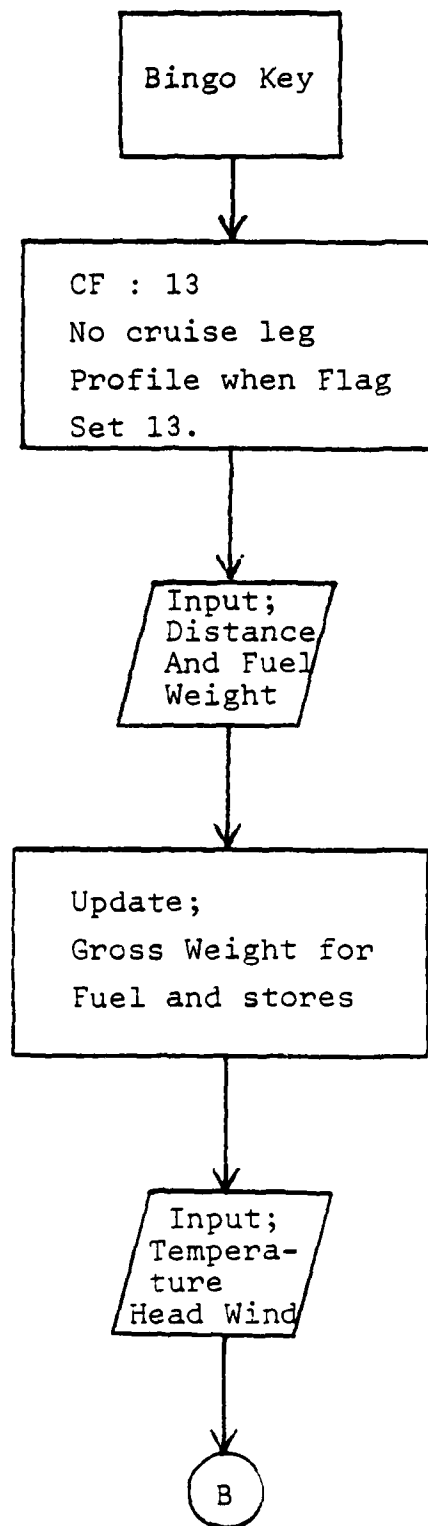 Bingo Key
CF : 13
No cruise leg
Profile when Flag
Set 13.
Input;
Distance
And Fuel
Weight
Update;
Gross Weight for
Fuel and stores
Input;
Tempera-
ture
Head Wind
B